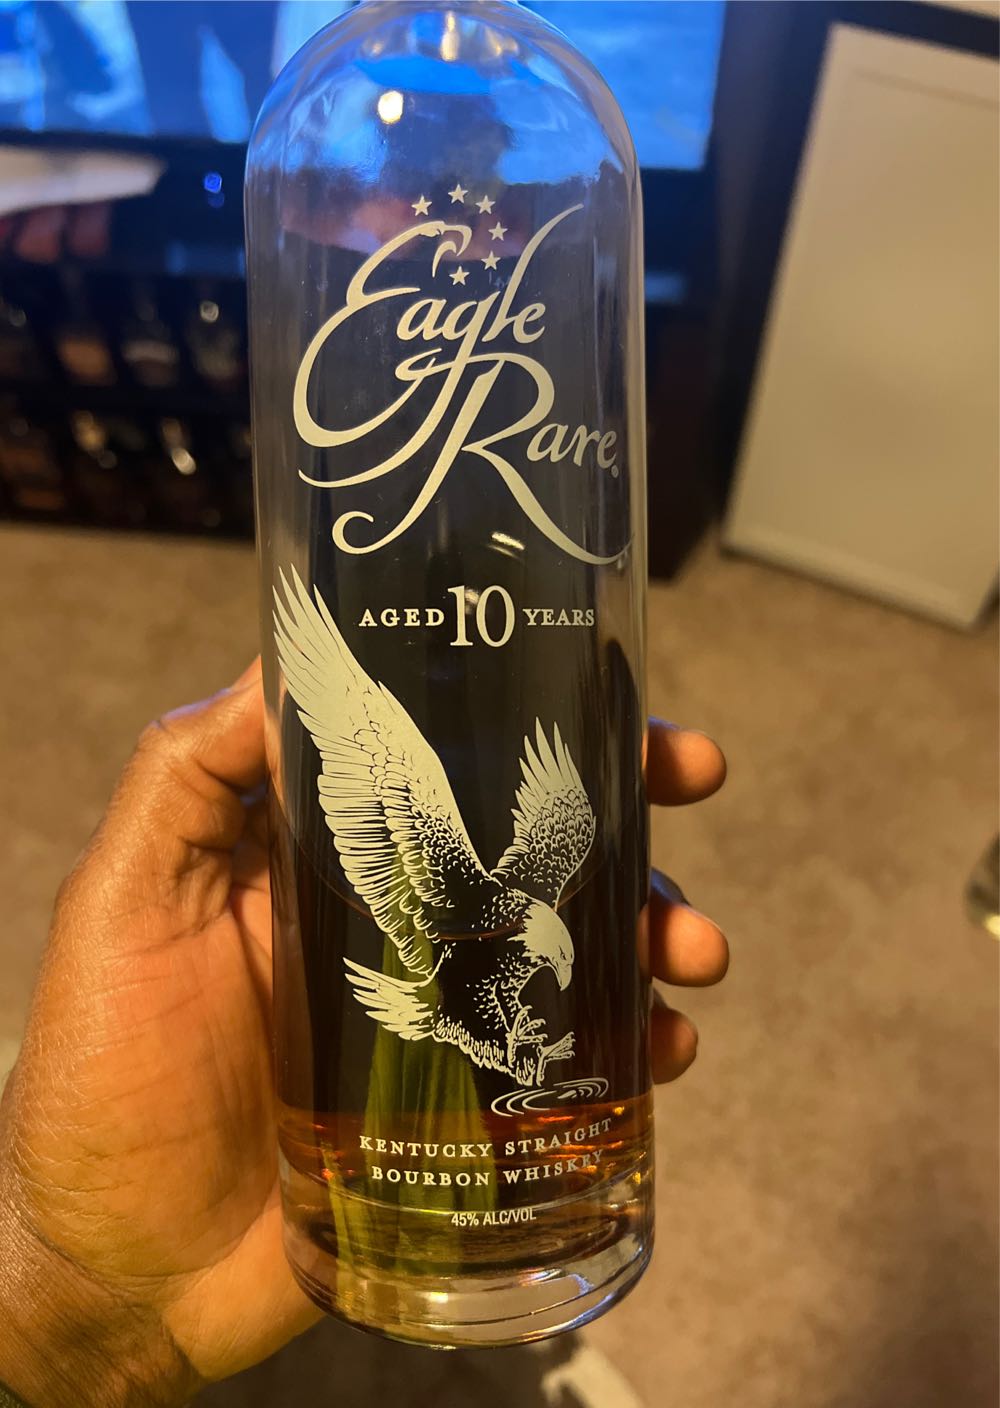 Eagle
Rare®
AGED 10 YEARS
KENTUCKY STRAIGHT
BOURBON WHISKEY
45% ALC/VOL